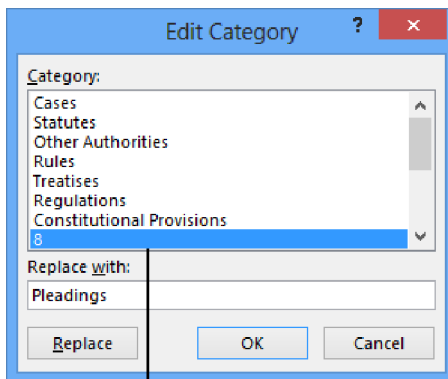 Edit Category
?
×
Category:
Cases
Statutes
Other Authorities
Rules
Treatises
Regulations
Constitutional Provisions
8
Replace with:
Pleadings
Replace OK Cancel